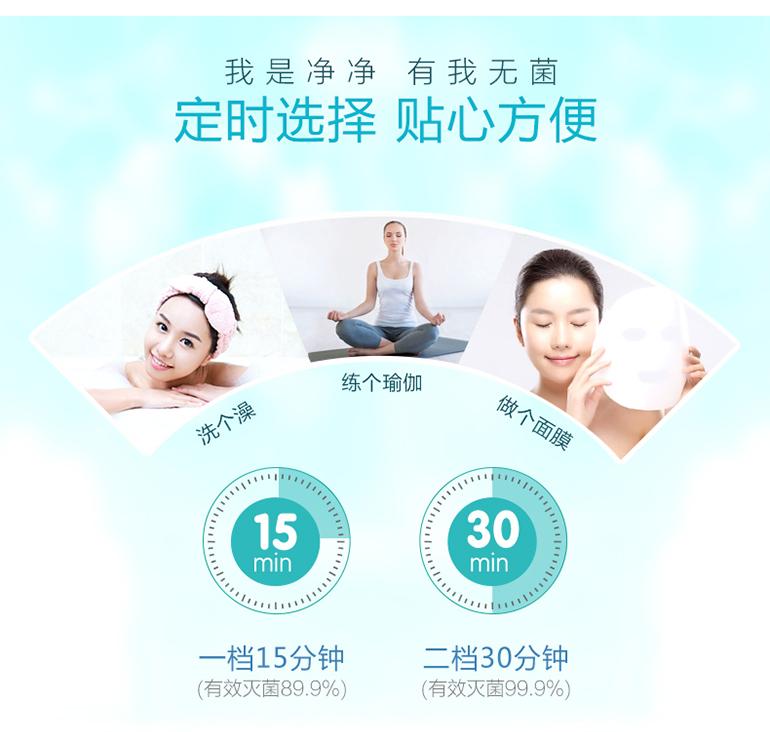 我是净净 有我无菌
定时选择 贴心方便
洗个澡
练个瑜伽
做个面膜
15
min
30
min
一档15分钟
(有效灭菌89.9%)
二档30分钟
(有效灭菌99.9%)